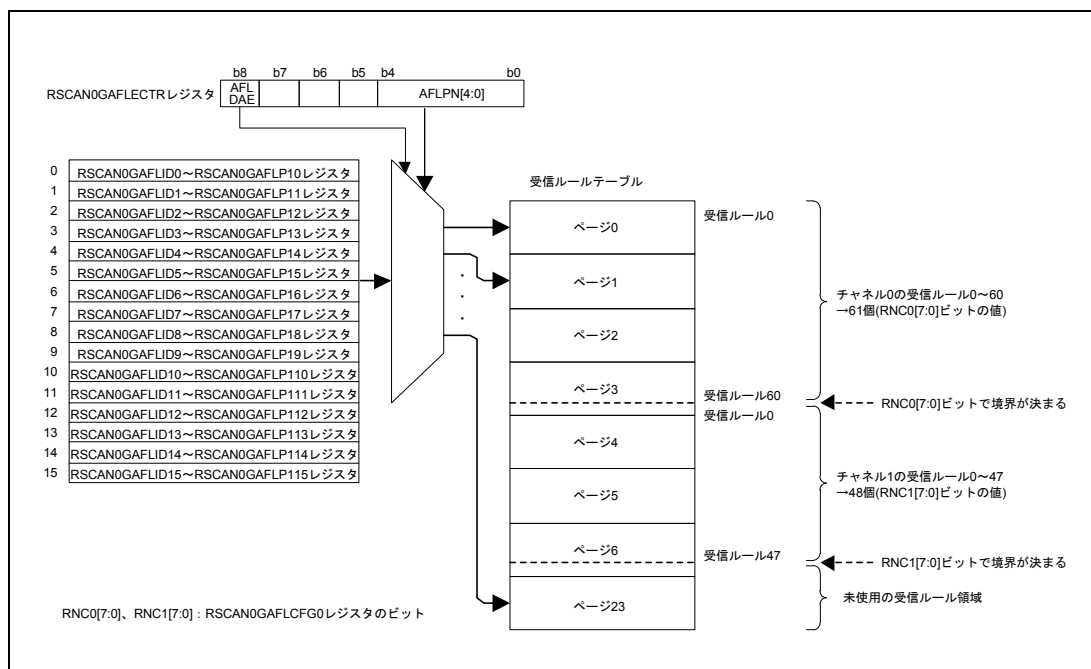 b8 b7 b6 b5 b4 b0
RSCAN0GAFLECTRレジスタ
AFL
DAE
AFLPN[4:0]
0 RSCAN0GAFLID0～RSCAN0GAFLP10レジスタ
1 RSCAN0GAFLID1～RSCAN0GAFLP11レジスタ
2 RSCAN0GAFLID2～RSCAN0GAFLP12レジスタ
3 RSCAN0GAFLID3～RSCAN0GAFLP13レジスタ
4 RSCAN0GAFLID4～RSCAN0GAFLP14レジスタ
5 RSCAN0GAFLID5～RSCAN0GAFLP15レジスタ
6 RSCAN0GAFLID6～RSCAN0GAFLP16レジスタ
7 RSCAN0GAFLID7～RSCAN0GAFLP17レジスタ
8 RSCAN0GAFLID8～RSCAN0GAFLP18レジスタ
9 RSCAN0GAFLID9～RSCAN0GAFLP19レジスタ
10 RSCAN0GAFLID10～RSCAN0GAFLP110レジスタ
11 RSCAN0GAFLID11～RSCAN0GAFLP111レジスタ
12 RSCAN0GAFLID12～RSCAN0GAFLP112レジスタ
13 RSCAN0GAFLID13～RSCAN0GAFLP113レジスタ
14 RSCAN0GAFLID14～RSCAN0GAFLP114レジスタ
15 RSCAN0GAFLID15～RSCAN0GAFLP115レジスタ
受信ルールテーブル
ページ0
ページ1
ページ2
ページ3
ページ4
ページ5
ページ6
ページ23
受信ルール0
受信ルール60
受信ルール0
受信ルール47
チャネル0の受信ルール0～60
→61個(RNC0[7:0]ビットの値)
RNC0[7:0]ビットで境界が決まる
チャネル1の受信ルール0～47
→48個(RNC1[7:0]ビットの値)
RNC1[7:0]ビットで境界が決まる
未使用の受信ルール領域
RNC0[7:0]、RNC1[7:0]：RSCAN0GAFLCFG0レジスタのビット